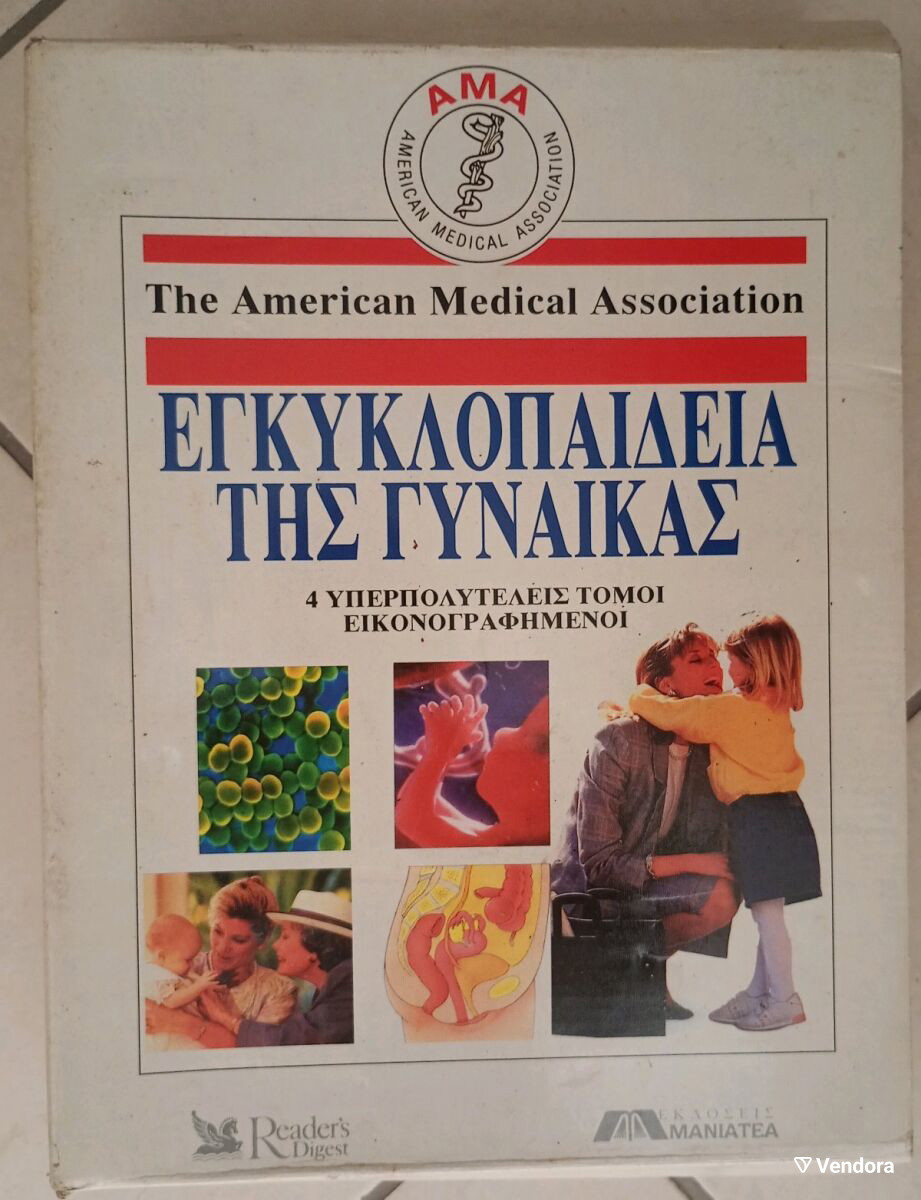 AMA
AMERICAN MEDICAL ASSOCIATION
The American Medical Association
ΕΓΚΥΚΛΟΠΑΙΔΕΙΑ
ΤΗΣ ΓΥΝΑΙΚΑΣ
4 ΥΠΕΡΠΟΛΥΤΕΛΕΙΣ ΤΟΜΟΙ
ΕΙΚΟΝΟΓΡΑΦΗΜΕΝΟΙ
Reader's
Digest
ΕΚΔΟΣΕΙΣ
ΜΑΝΙΑΤΕΑ
Vendora